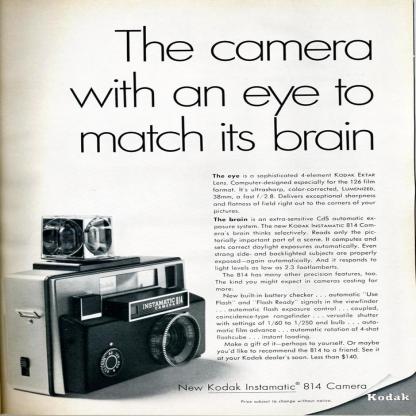 The camera
with an eye to
match its brain
The eye is a sophisticated 4-element KODAK EKTAR
Lens. Computer-designed especially for the 126 film
format. It's ultrasharp, color-corrected, LUMENIZED,
38mm, a fast f/2.8. Delivers exceptional sharpness
and flatness of field right out to the corners of your
pictures.
The brain is an extra-sensitive CdS automatic ex-
posure system. The new KODAK INSTAMATIC 814 Cam-
era's brain thinks selectively. Reads only the pic-
torially important part of a scene. It computes and
sets correct daylight exposures automatically. Even
strong side- and backlighted subjects are properly
exposed—again automatically. And it responds to
light levels as low as 2.3 footlamberts.
The 814 has many other precision features, too.
The kind you might expect in cameras costing far
more:
New built-in battery checker . . . automatic "Use
Flash" and "Flash Ready" signals in the viewfinder
. . . automatic flash exposure control . . . coupled,
coincidence-type rangefinder . . . versatile shutter
with settings of 1/60 to 1/250 and bulb . . . auto-
matic film advance . . . automatic rotation of 4-shot
flashcube . . . instant loading.
Make a gift of it—perhaps to yourself. Or maybe
you'd like to recommend the 814 to a friend. See it
at your Kodak dealer's soon. Less than $140.
INSTAMATIC 814
CAMERA
New Kodak Instamatic® 814 Camera
Price subject to change without notice.
Kodak